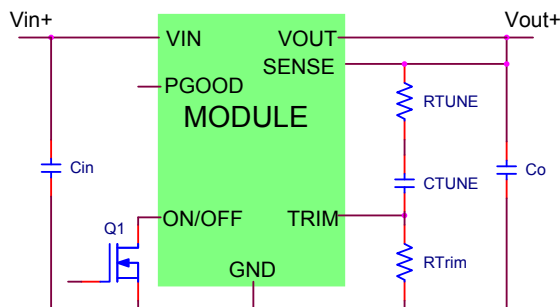 Vin+
Vout+
VIN
VOUT
SENSE
PGOOD
MODULE
RTUNE
Cin
CTUNE
Co
Q1
ON/OFF
TRIM
RTrim
GND